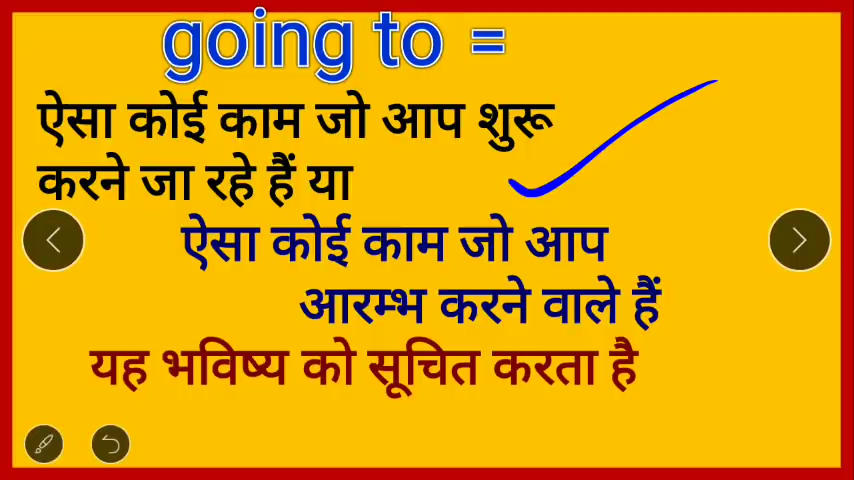 going to =
ऐसा कोई काम जो आप शुरू
करने जा रहे हैं या
ऐसा कोई काम जो आप
आरम्भ करने वाले हैं
यह भविष्य को सूचित करता है